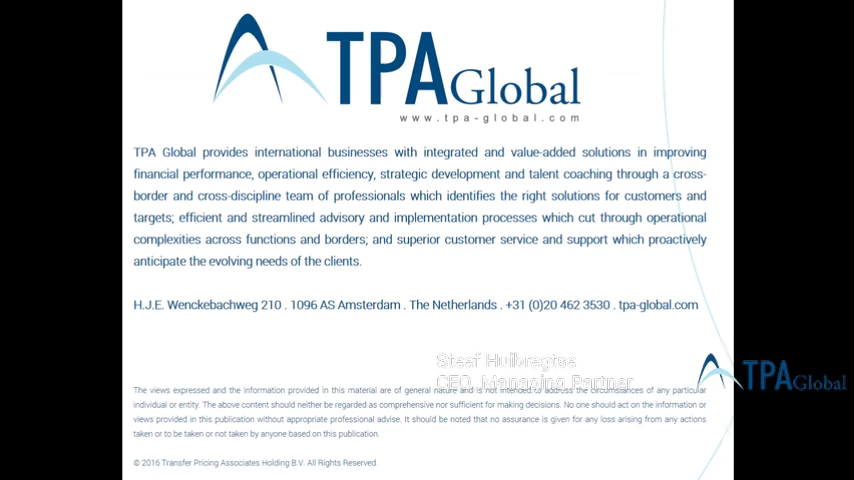 TPA Global
www.tpa-global.com
TPA Global provides international businesses with integrated and value-added solutions in improving
financial performance, operational efficiency, strategic development and talent coaching through a cross-
border and cross-discipline team of professionals which identifies the right solutions for customers and
targets; efficient and streamlined advisory and implementation processes which cut through operational
complexities across functions and borders; and superior customer service and support which proactively
anticipate the evolving needs of the clients.
H.J.E. Wenckebachweg 210 . 1096 AS Amsterdam . The Netherlands . +31 (0)20 462 3530 . tpa-global.com
Steef Huibregtse
CEO, Managing Partner
TPA Global
The views expressed and the information provided in this material are of general nature and is not intended to address the circumstances of any particular
individual or entity. The above content should neither be regarded as comprehensive nor sufficient for making decisions. No one should act on the information or
views provided in this publication without appropriate professional advise. It should be noted that no assurance is given for any loss arising from any actions
taken or to be taken or not taken by anyone based on this publication.
© 2016 Transfer Pricing Associates Holding B.V. All Rights Reserved.